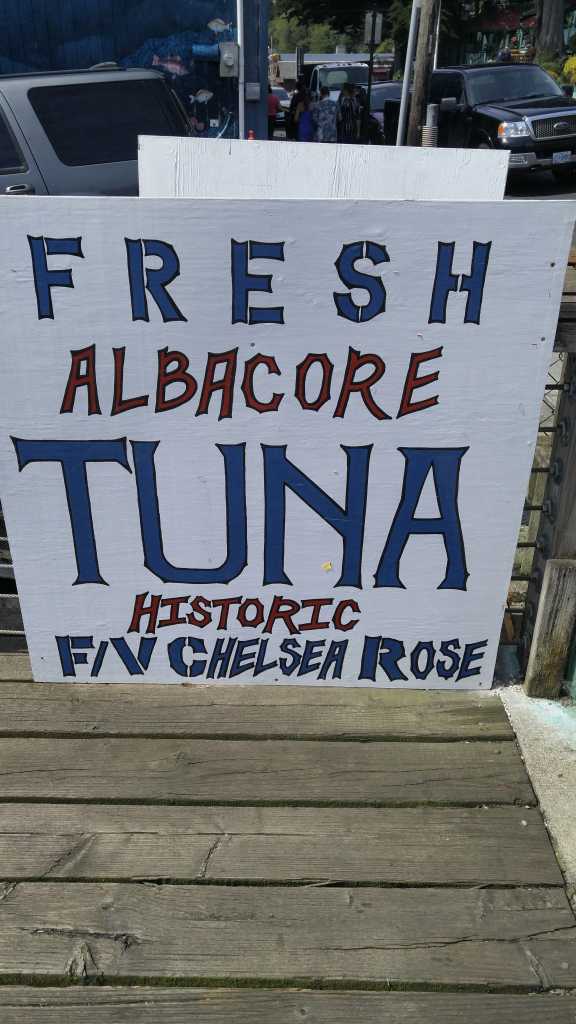 FRESH
ALBACORE
TUNA
HISTORIC
F/V CHELSEA ROSE